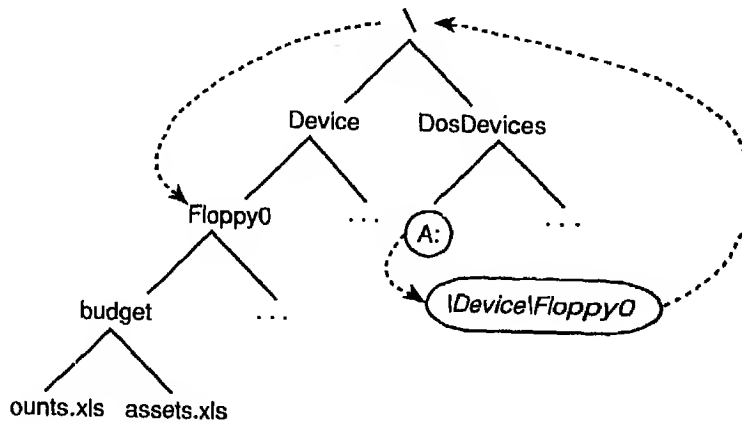 \
Device DosDevices
Floppy0 ... A: ...
budget ... \Device\Floppy0
ounts.xls assets.xls